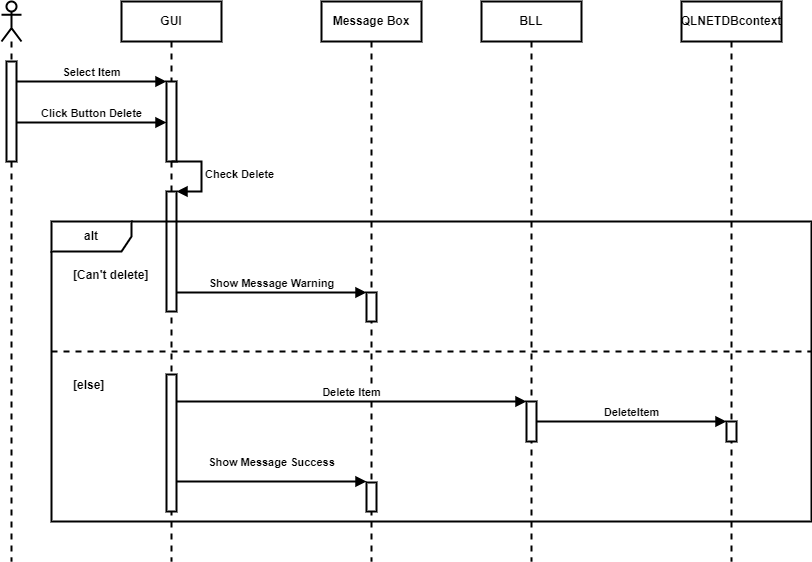 GUI
Message Box
BLL
QLNETDBcontext
Select Item
Click Button Delete
Check Delete
alt
[Can't delete]
Show Message Warning
[else]
Delete Item
DeleteItem
Show Message Success